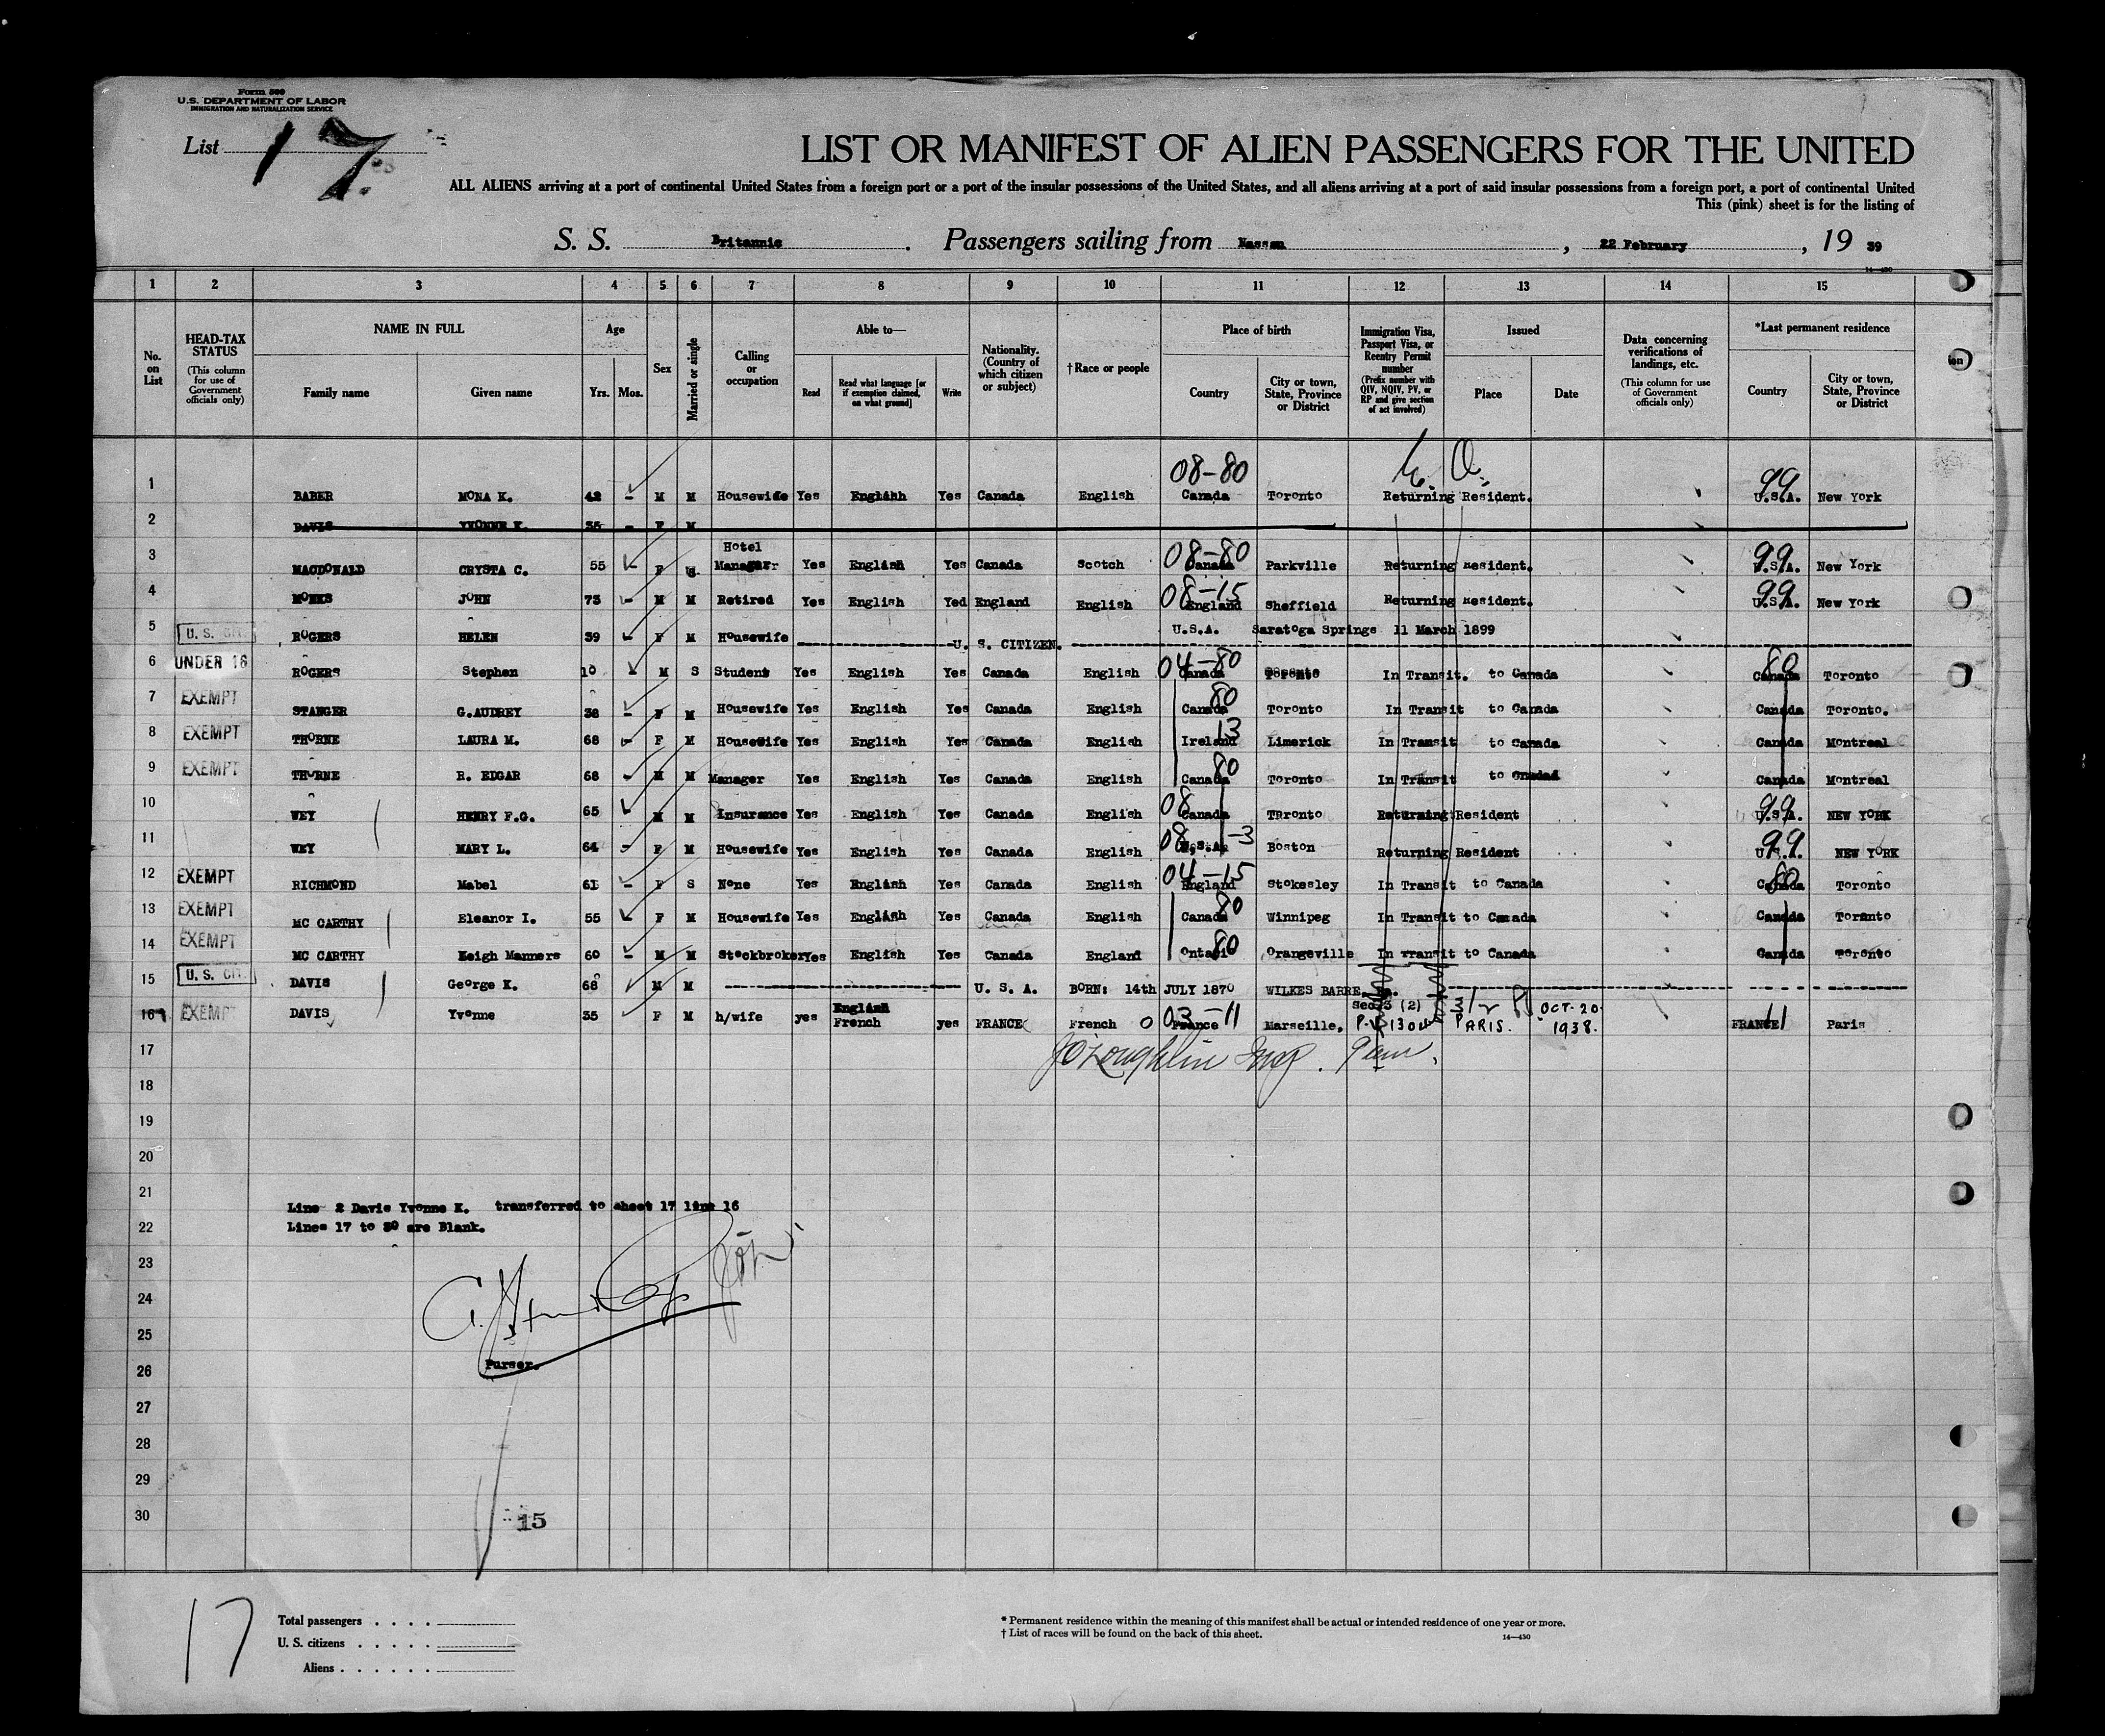 Form 500
U.S. DEPARTMENT OF LABOR
IMMIGRATION AND NATURALIZATION SERVICE
List 17
LIST OR MANIFEST OF ALIEN PASSENGERS FOR THE UNITED
ALL ALIENS arriving at a port of continental United States from a foreign port or a port of the insular possessions of the United States, and all aliens arriving at a port of said insular possessions from a foreign port, a port of continental United
This (pink) sheet is for the listing of
S. S. Britannic. Passengers sailing from Nassau, 22 February, 19 39
14—430
1 2 3 4 5 6 7 8 9 10 11 12 13 14 15
No. on List
HEAD-TAX STATUS
(This column for use of Government officials only)
NAME IN FULL
Family name Given name
Age
Yrs. Mos.
Sex
Married or single
Calling or occupation
Able to—
Read
Read what language [or if exemption claimed, on what ground]
Write
Nationality. (Country of which citizen or subject)
†Race or people
Place of birth
Country
City or town, State, Province or District
Immigration Visa, Passport Visa, or Reentry Permit number
(Prefix number with QIV, NQIV, PV, or RP and give section of act involved)
Issued
Place Date
Data concerning verifications of landings, etc.
(This column for use of Government officials only)
*Last permanent residence
Country
City or town, State, Province or District
08-80 99
1 BABER MONA K. 42 - M M Housewife Yes English Yes Canada English Canada Toronto Returning Resident. U.S.A. New York
2 DAVIS YVONNE K. 35 - F M
Hotel 08-80 99
3 MACDONALD CRYSTA C. 55 - F Manager Yes English Yes Canada Scotch Canada Parkville Returning Resident. U.S.A. New York
08-15 99
4 MONKS JOHN 73 - M M Retired Yes English Yed England English England Sheffield Returning Resident. U.S.A. New York
5 U. S. CIT. ROGERS HELEN 39 - F M Housewife U. S. CITIZEN. U.S.A. Saratoga Springs 11 March 1899
04-80 80
6 UNDER 16 ROGERS Stephen 10 M S Student Yes English Yes Canada English Canada Toronto In Transit. to Canada Canada Toronto
80
7 EXEMPT STANGER G.AUDREY 38 - F M Housewife Yes English Yes Canada English Canada Toronto In Transit to Canada Canada Toronto.
13
8 EXEMPT THORNE LAURA M. 68 - F M Housewife Yes English Yes Canada English Ireland Limerick In Transit to Canada Canada Montreal
80
9 EXEMPT THORNE R. EDGAR 68 - M M Manager Yes English Yes Canada English Canada Toronto In Transit to Canada Canada Montreal
08 99
10 WEY HENRY F.G. 65 M M Insurance Yes English Yes Canada English Canada Toronto Returning Resident U.S.A. NEW YORK
08 -3 99
11 WEY MARY L. 64 - F M Housewife Yes English Yes Canada English U.S.A. Boston Returning Resident U.S.A. NEW YORK
04-15 80
12 EXEMPT RICHMOND Mabel 61 - F S None Yes English Yes Canada English England Stokesley In Transit to Canada Canada Toronto
80
13 EXEMPT MC CARTHY Eleanor I. 55 F M Housewife Yes English Yes Canada English Canada Winnipeg In Transit to Canada Canada Toronto
80
14 EXEMPT MC CARTHY Leigh Manners 60 - M M Stockbroker Yes English Yes Canada England Ontario Orangeville In Transit to Canada Canada Toronto
15 U. S. CIT. DAVIS George K. 68 M M U. S. A. BORN: 14th JULY 1870 WILKES BARRE, Pa.
English Sec 3 (2) OCT-20-
16 EXEMPT DAVIS Yvonne 35 F M h/wife yes French yes FRANCE French 03-11 France Marseille, P.V. PARIS. 1938. FRANCE 11 Paris
17 J O'Loughlin Insp.
18
19
20
21 Line 2 Davis Yvonne K. transferred to sheet 17 line 16
22 Lines 17 to 30 are Blank.
23
24
25
26 Purser.
27
28
29
30
15
17
Total passengers
U. S. citizens
Aliens
* Permanent residence within the meaning of this manifest shall be actual or intended residence of one year or more.
† List of races will be found on the back of this sheet.
14—430